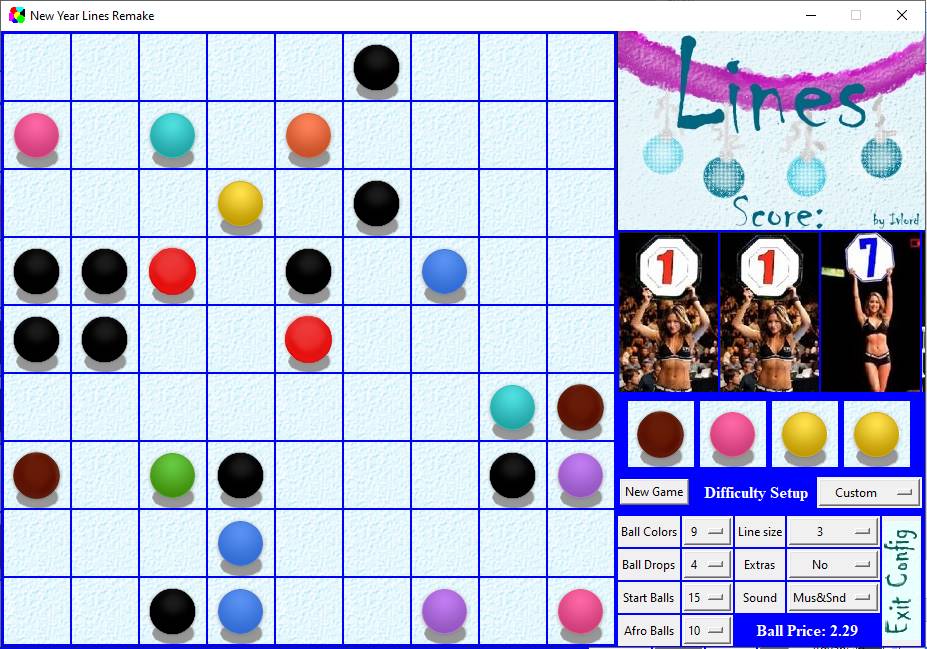 New Year Lines Remake
Lines
Score:
by Ivlord
1 1 7
New Game Difficulty Setup Custom
Ball Colors 9 Line size 3
Ball Drops 4 Extras No
Start Balls 15 Sound Mus&Snd
Afro Balls 10 Ball Price: 2.29
Exit Config